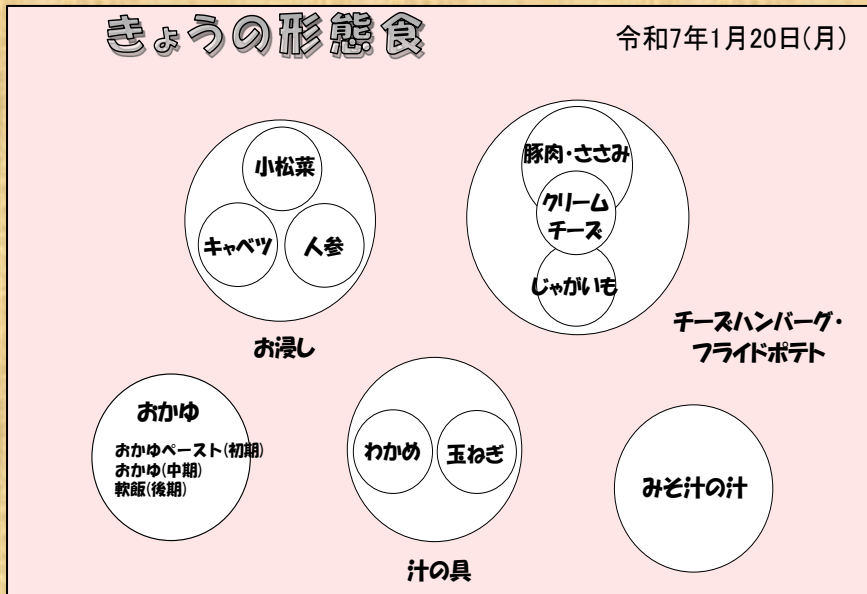 きょうの形態食
令和7年1月20日(月)
小松菜
キャベツ
人参
お浸し
豚肉・ささみ
クリーム
チーズ
じゃがいも
チーズハンバーグ・
フライドポテト
おかゆ
おかゆペースト(初期)
おかゆ(中期)
軟飯(後期)
わかめ
玉ねぎ
汁の具
みそ汁の汁